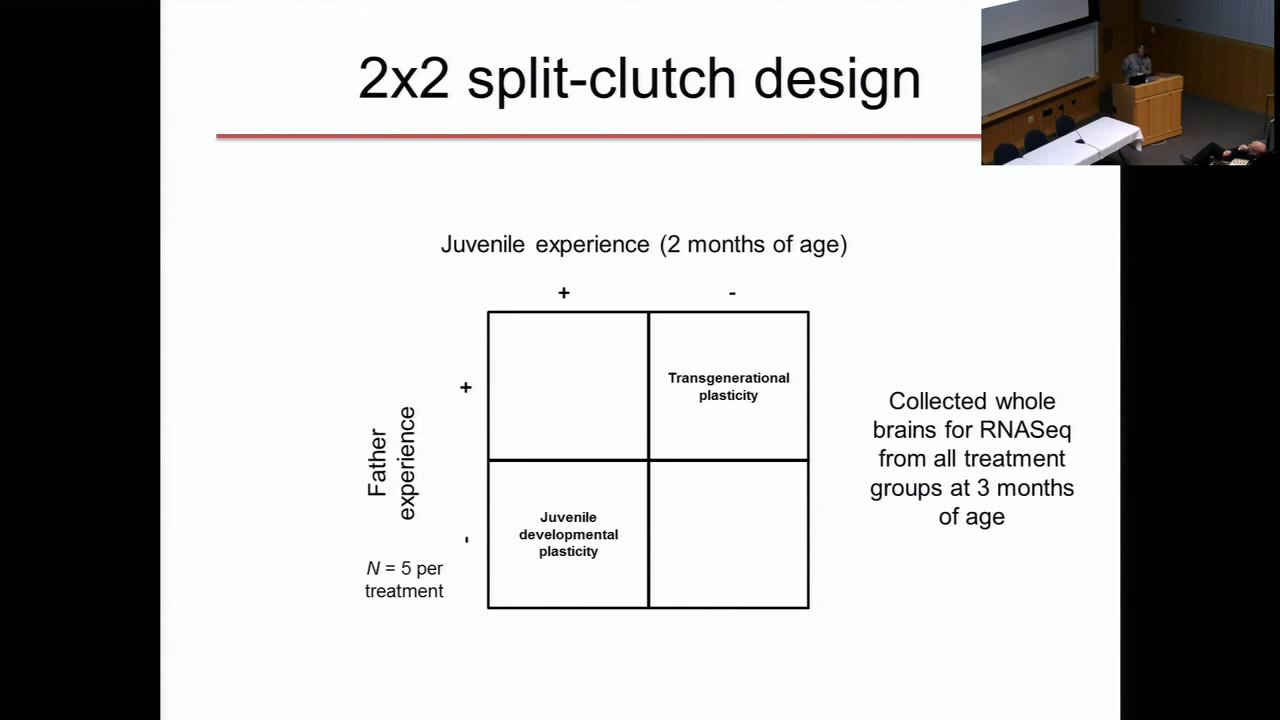 2x2 split-clutch design
Juvenile experience (2 months of age)
+ -
+
Transgenerational
plasticity
Father
experience
-
Juvenile
developmental
plasticity
N = 5 per
treatment
Collected whole
brains for RNASeq
from all treatment
groups at 3 months
of age